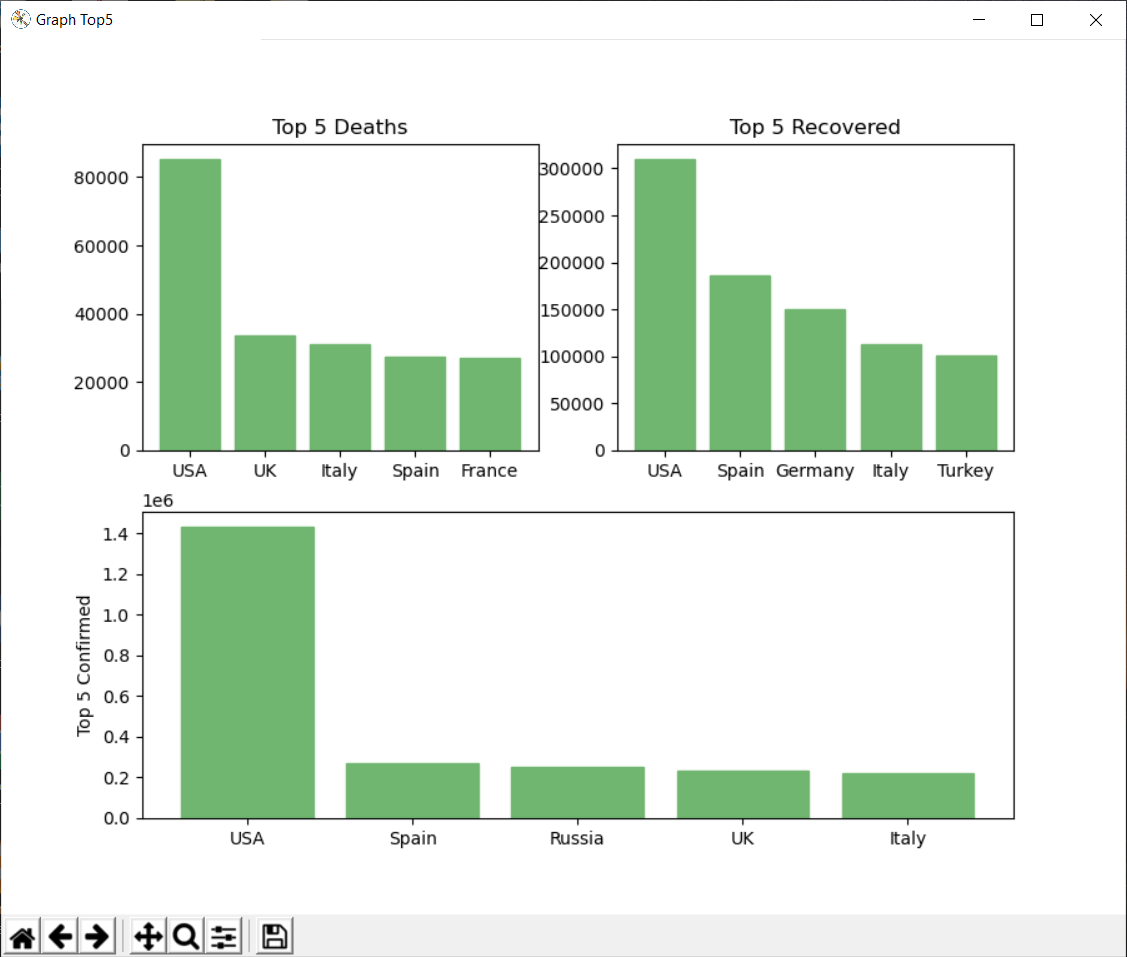 Graph Top5
Top 5 Deaths
80000
60000
40000
20000
0
USA UK Italy Spain France
Top 5 Recovered
300000
250000
200000
150000
100000
50000
0
USA Spain Germany Italy Turkey
1e6
Top 5 Confirmed
1.4
1.2
1.0
0.8
0.6
0.4
0.2
0.0
USA Spain Russia UK Italy